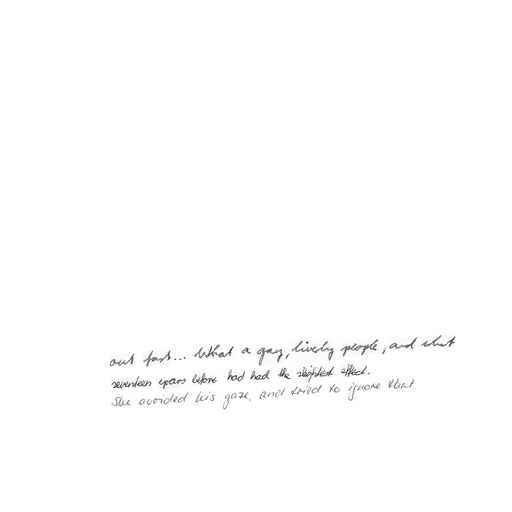 out fast... What a gay, lively people, and what
seventeen years before had had the slightest effect.
She avoided his gaze, and tried to ignore that